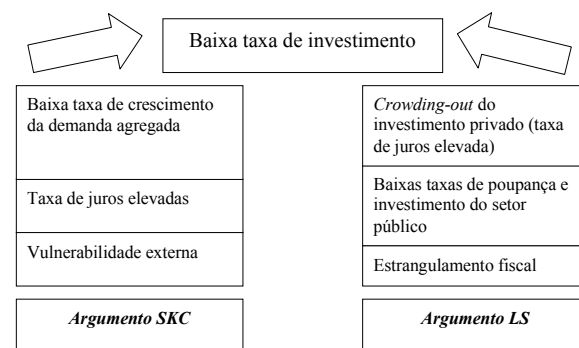 Baixa taxa de investimento
Baixa taxa de crescimento
da demanda agregada
Taxa de juros elevadas
Vulnerabilidade externa
Argumento SKC
Crowding-out do
investimento privado (taxa
de juros elevada)
Baixas taxas de poupança e
investimento do setor
público
Estrangulamento fiscal
Argumento LS